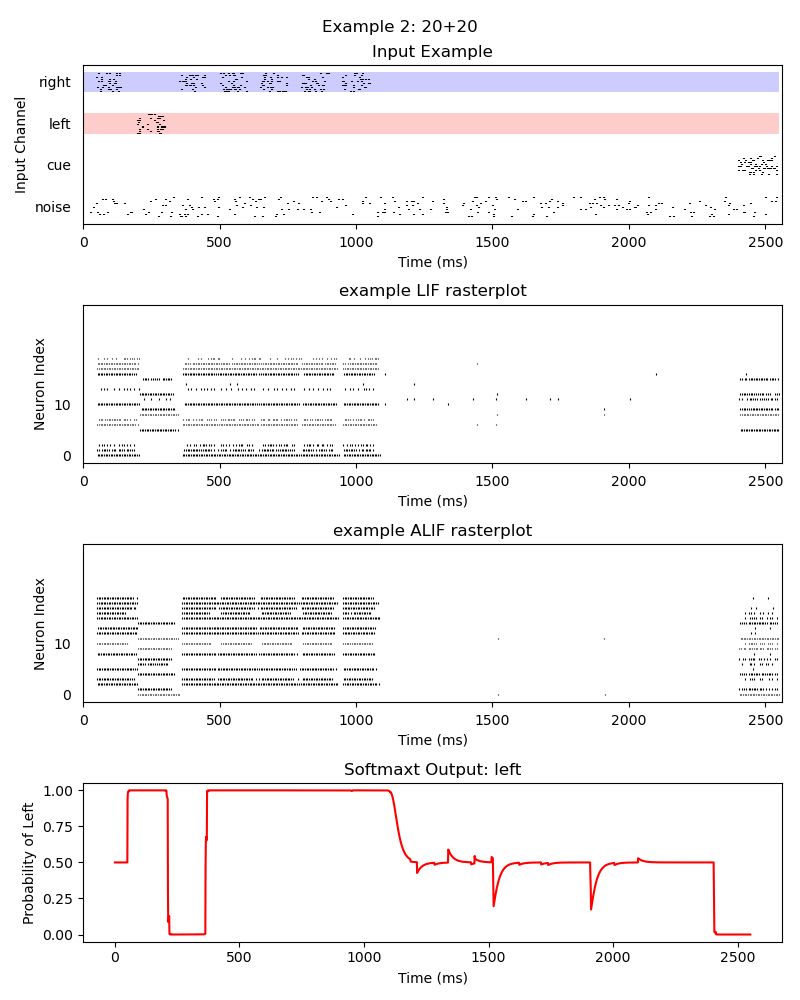 Example 2: 20+20
Input Example
Input Channel
right
left
cue
noise
0 500 1000 1500 2000 2500
Time (ms)
example LIF rasterplot
Neuron Index
10
0
0 500 1000 1500 2000 2500
Time (ms)
example ALIF rasterplot
Neuron Index
10
0
0 500 1000 1500 2000 2500
Time (ms)
Softmaxt Output: left
Probability of Left
1.00
0.75
0.50
0.25
0.00
0 500 1000 1500 2000 2500
Time (ms)